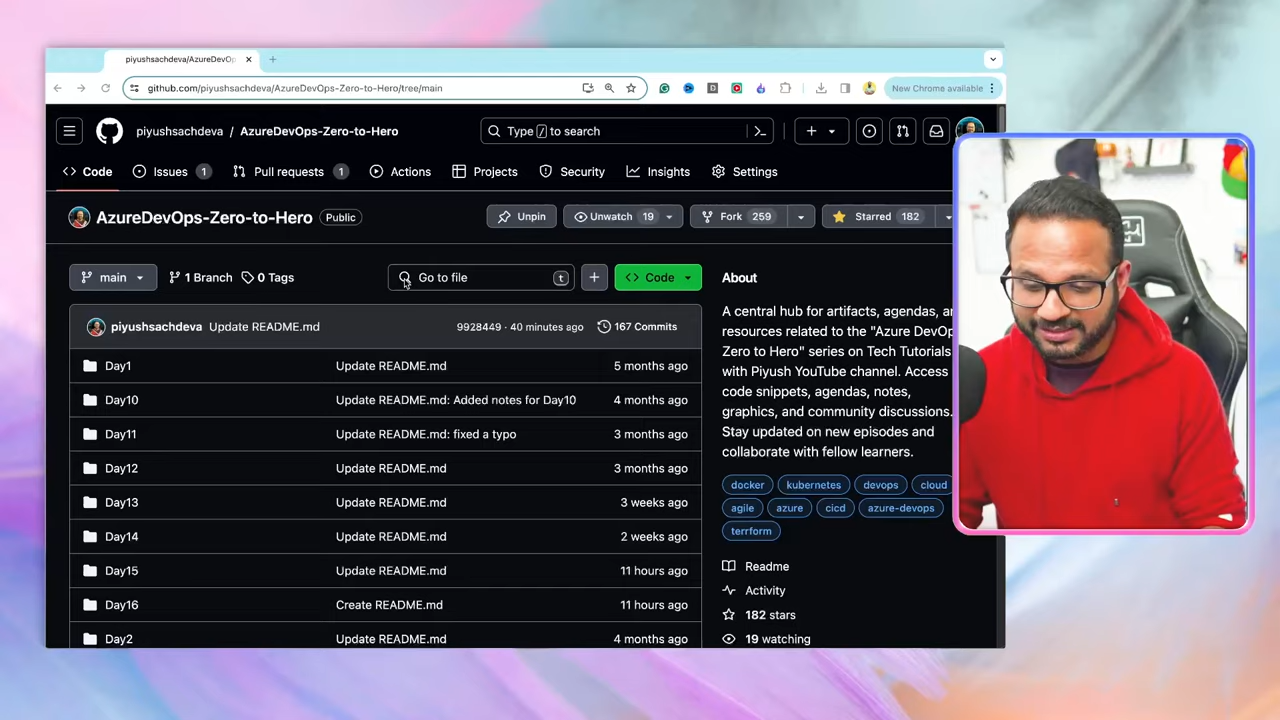 piyushsachdeva/AzureDevOp
github.com/piyushsachdeva/AzureDevOps-Zero-to-Hero/tree/main
New Chrome available
piyushsachdeva / AzureDevOps-Zero-to-Hero
Type / to search
Code
Issues 1
Pull requests 1
Actions
Projects
Security
Insights
Settings
AzureDevOps-Zero-to-Hero Public
Unpin
Unwatch 19
Fork 259
Starred 182
main
1 Branch
0 Tags
Go to file t
Code
About
A central hub for artifacts, agendas, an
resources related to the "Azure DevOp
Zero to Hero" series on Tech Tutorials
with Piyush YouTube channel. Access
code snippets, agendas, notes,
graphics, and community discussions.
Stay updated on new episodes and
collaborate with fellow learners.
docker kubernetes devops cloud
agile azure cicd azure-devops
terrform
Readme
Activity
182 stars
19 watching
piyushsachdeva Update README.md 9928449 · 40 minutes ago 167 Commits
Day1 Update README.md 5 months ago
Day10 Update README.md: Added notes for Day10 4 months ago
Day11 Update README.md: fixed a typo 3 months ago
Day12 Update README.md 3 months ago
Day13 Update README.md 3 weeks ago
Day14 Update README.md 2 weeks ago
Day15 Update README.md 11 hours ago
Day16 Create README.md 11 hours ago
Day2 Update README.md 4 months ago